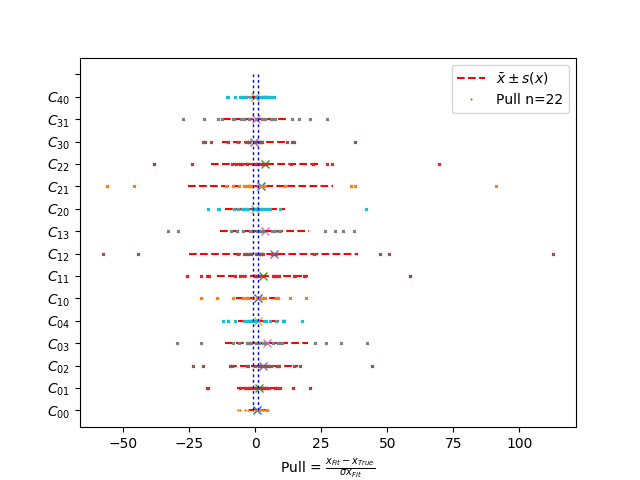 x̄ ± s(x)
Pull n=22
C40
C31
C30
C22
C21
C20
C13
C12
C11
C10
C04
C03
C02
C01
C00
−50 −25 0 25 50 75 100
Pull = (xFit − xTrue) / σxFit